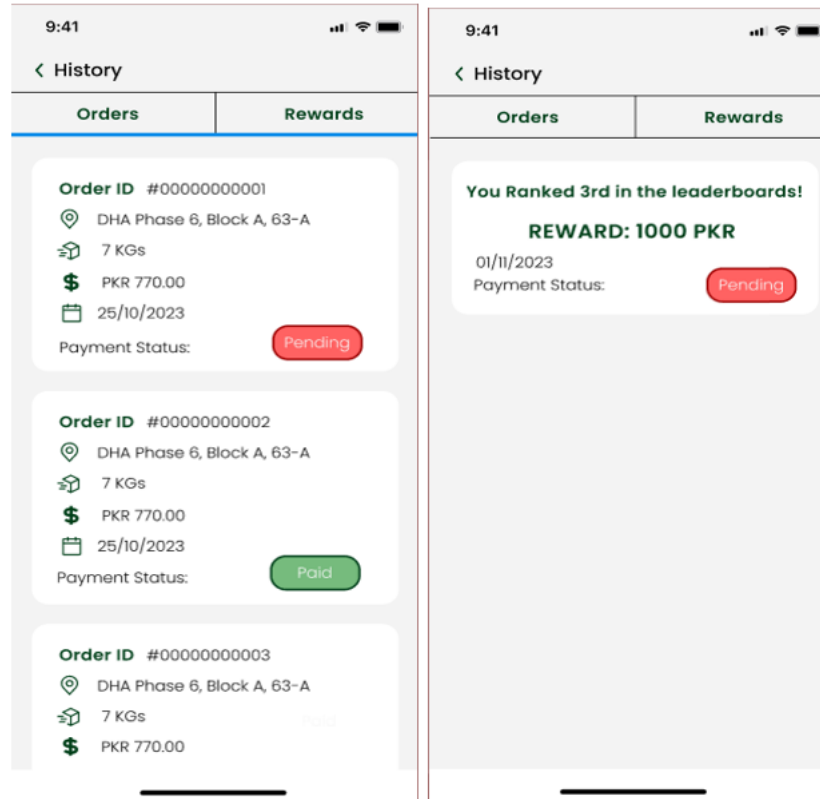 9:41
History
Orders Rewards
Order ID #00000000001
DHA Phase 6, Block A, 63-A
7 KGs
$ PKR 770.00
25/10/2023
Payment Status: Pending
Order ID #00000000002
DHA Phase 6, Block A, 63-A
7 KGs
$ PKR 770.00
25/10/2023
Payment Status: Paid
Order ID #00000000003
DHA Phase 6, Block A, 63-A
7 KGs
Paid
$ PKR 770.00
9:41
History
Orders Rewards
You Ranked 3rd in the leaderboards!
REWARD: 1000 PKR
01/11/2023
Payment Status: Pending